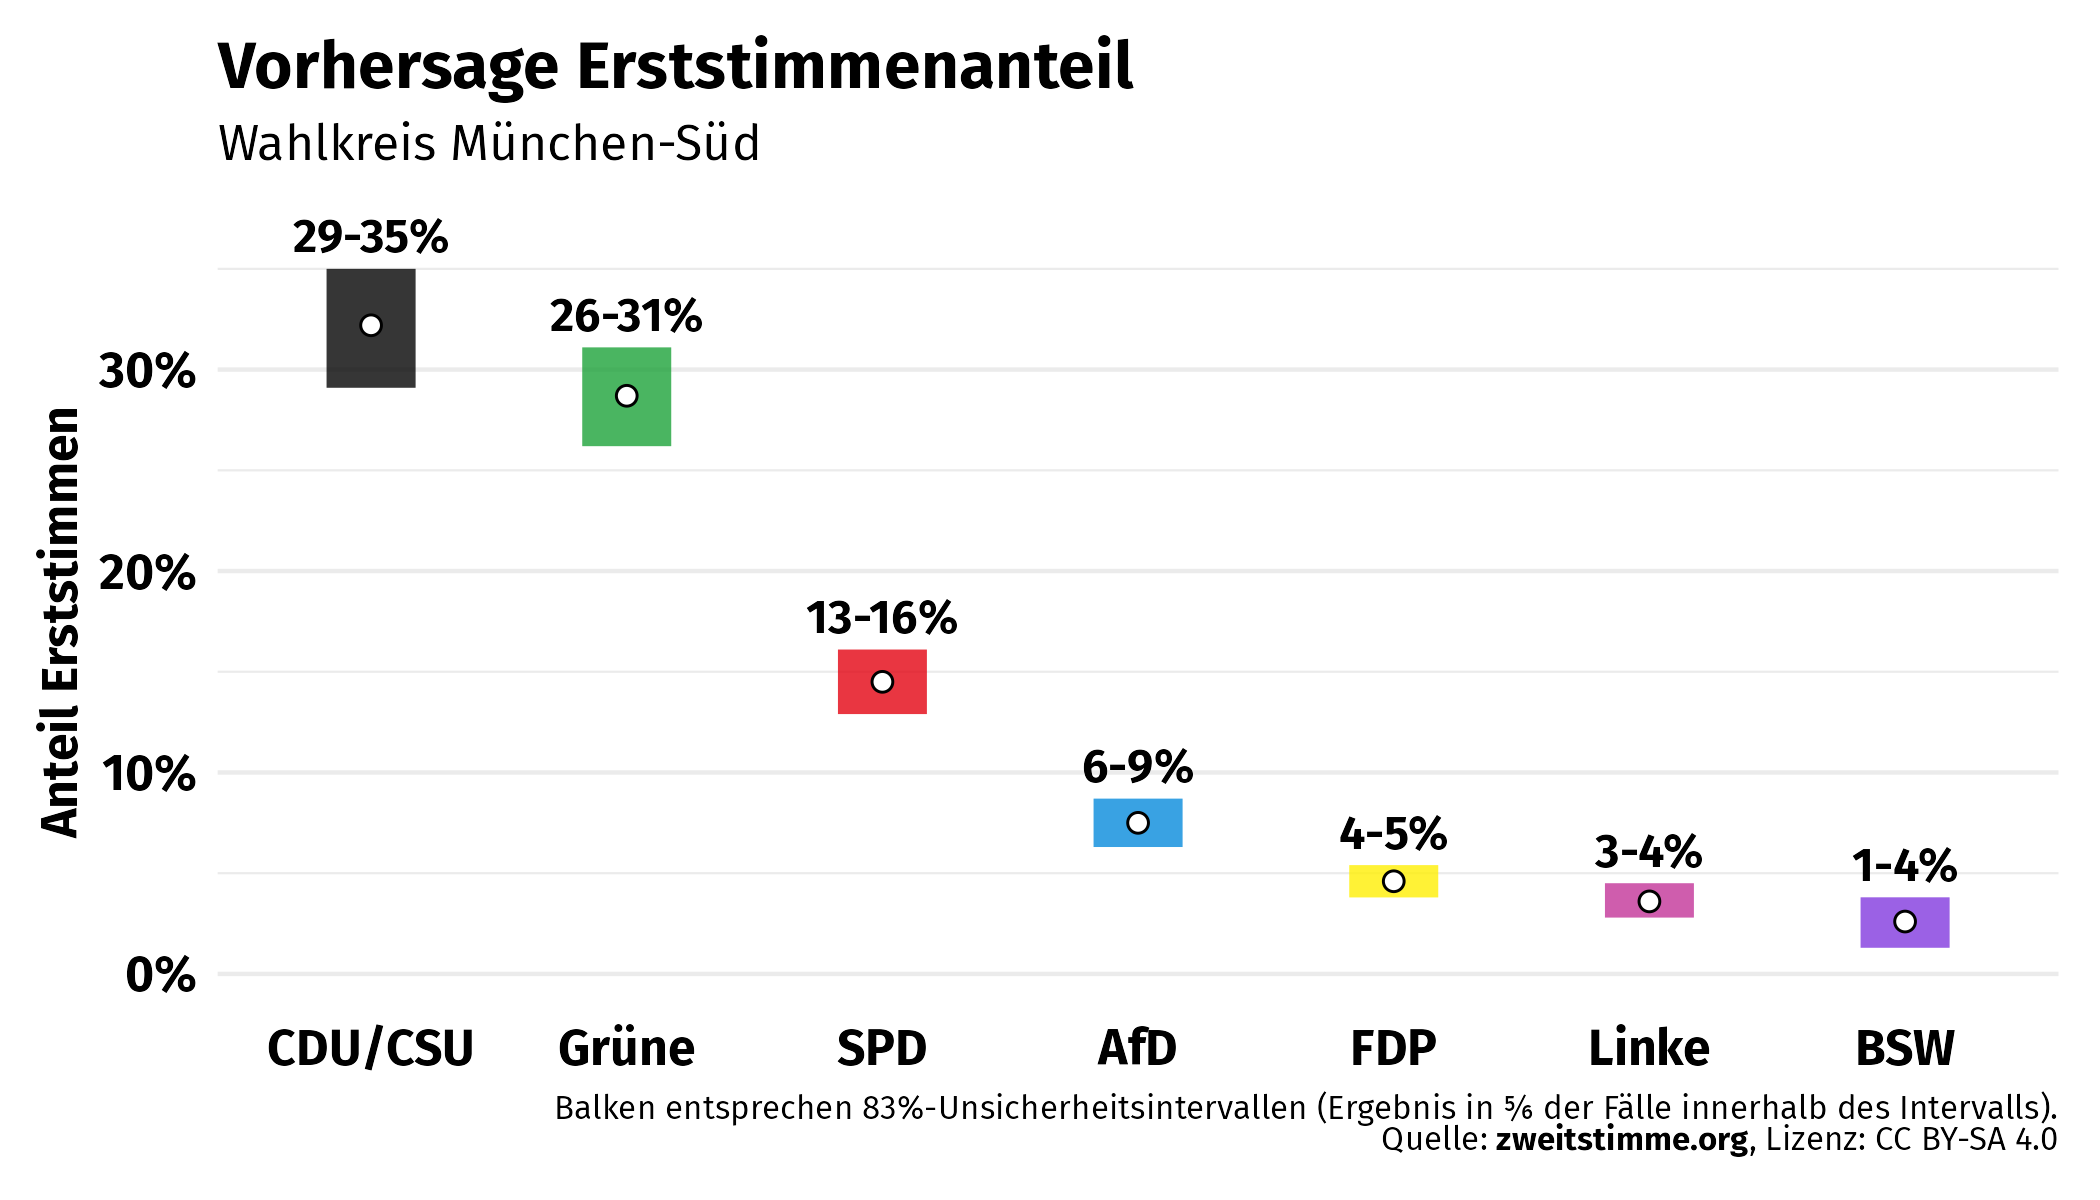 Vorhersage Erststimmenanteil
Wahlkreis München-Süd
29-35%
26-31%
30%
20%
13-16%
6-9%
10%
4-5%
3-4%
1-4%
0%
Anteil Erststimmen
CDU/CSU Grüne SPD AfD FDP Linke BSW
Balken entsprechen 83%-Unsicherheitsintervallen (Ergebnis in ⅚ der Fälle innerhalb des Intervalls).
Quelle: zweitstimme.org, Lizenz: CC BY-SA 4.0